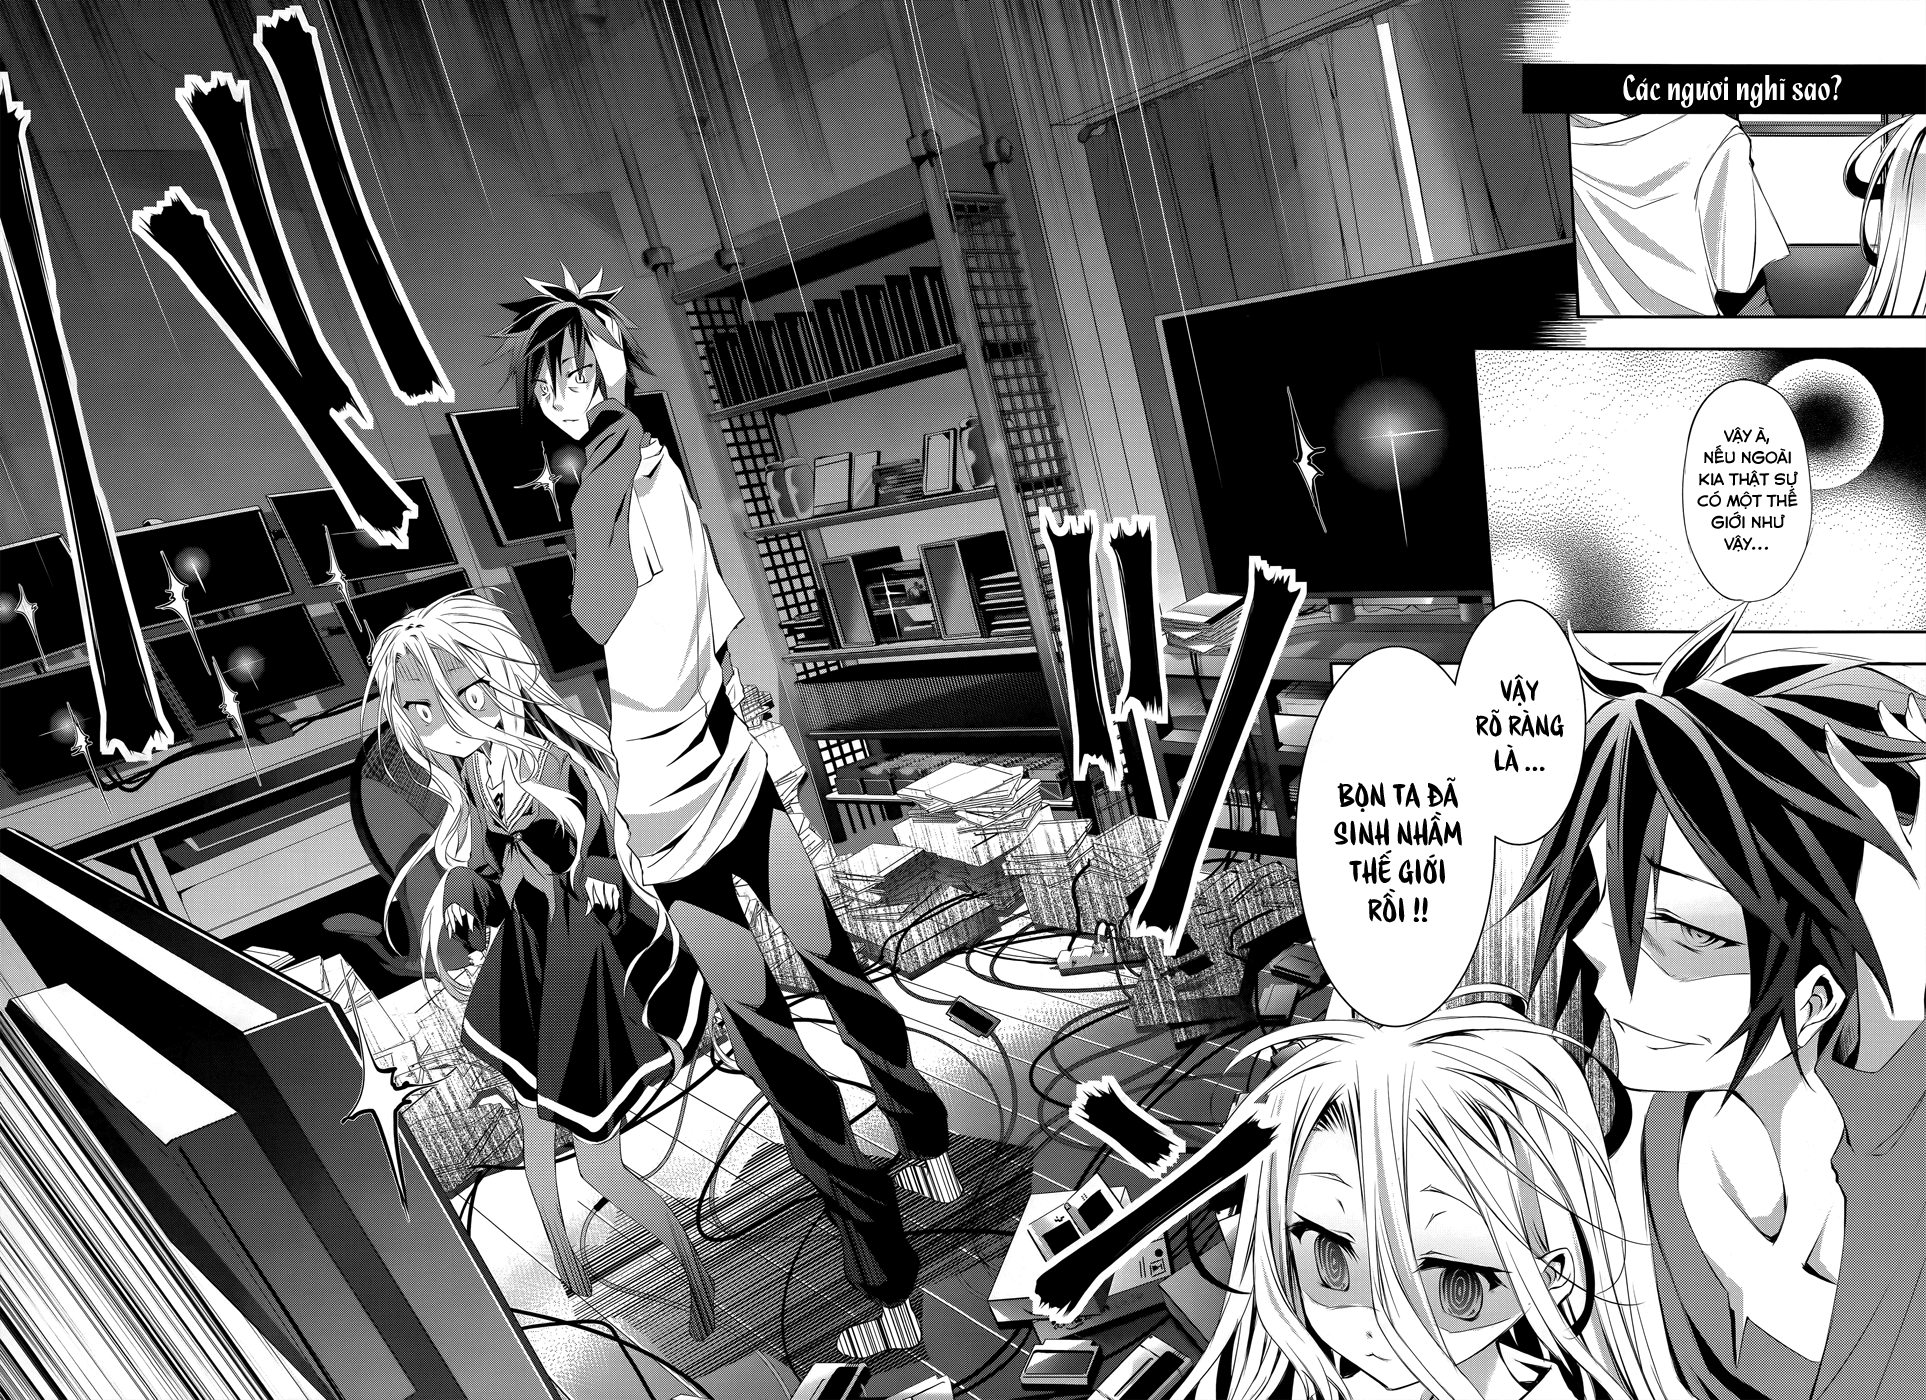 Các ngươi nghĩ sao?
VẬY À,
NẾU NGOÀI
KIA THẬT SỰ
CÓ MỘT THẾ
GIỚI NHƯ
VẬY...
VẬY
RÕ RÀNG
LÀ ...
BỌN TA ĐÃ
SINH NHẦM
THẾ GIỚI
RỒI !!